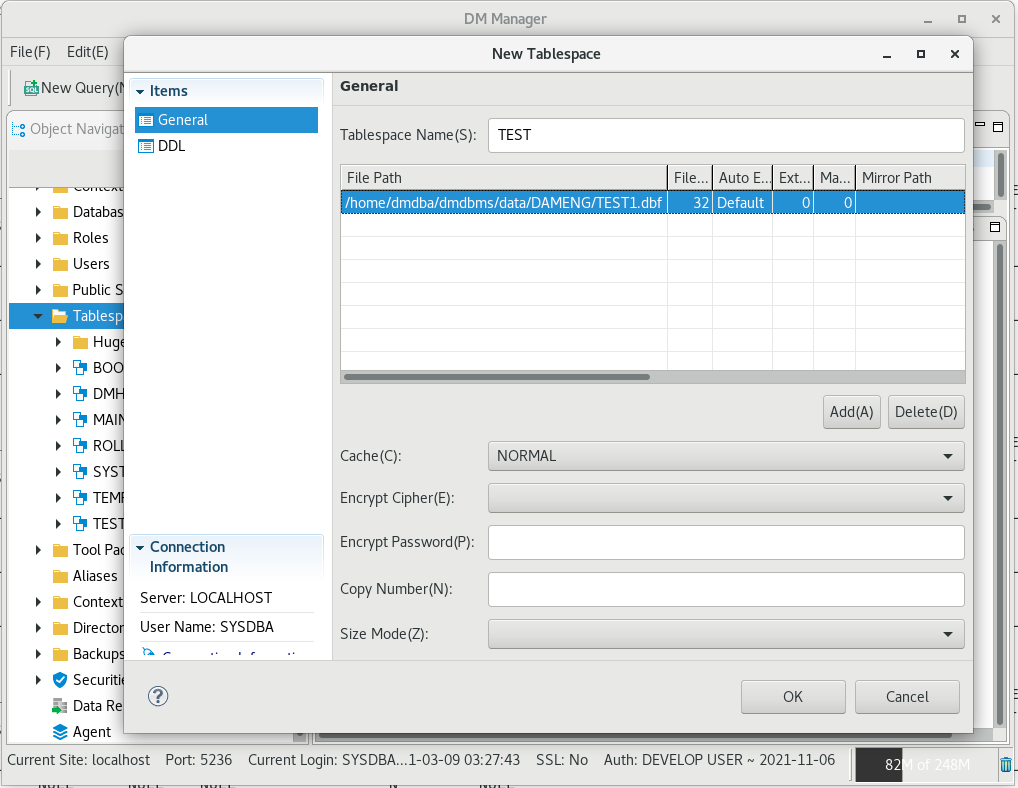 DM Manager
File(F) Edit(E)
New Query(N
Object Navigat
Databas
Roles
Users
Public S
Tablesp
Huge
BOO
DMH
MAIN
ROLL
SYST
TEMP
TEST
Tool Pac
Aliases
Context
Director
Backups
Securitie
Data Re
Agent
New Tablespace
Items
General
DDL
Connection
Information
Server: LOCALHOST
User Name: SYSDBA
General
Tablespace Name(S): TEST
File Path File... Auto E... Ext... Ma... Mirror Path
/home/dmdba/dmdbms/data/DAMENG/TEST1.dbf 32 Default 0 0
Add(A) Delete(D)
Cache(C): NORMAL
Encrypt Cipher(E):
Encrypt Password(P):
Copy Number(N):
Size Mode(Z):
? OK Cancel
Current Site: localhost Port: 5236 Current Login: SYSDBA...1-03-09 03:27:43 SSL: No Auth: DEVELOP USER ~ 2021-11-06 82M of 248M